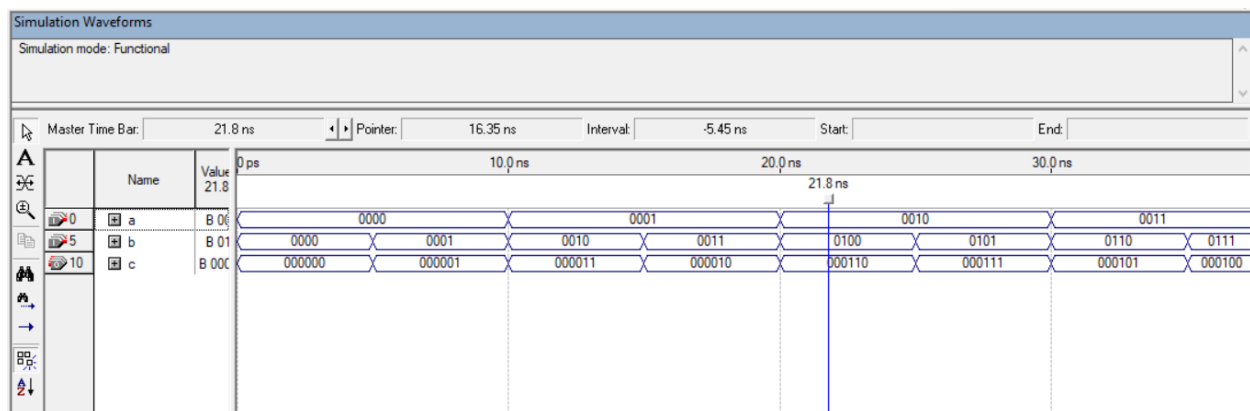 Simulation Waveforms
Simulation mode: Functional
Master Time Bar: 21.8 ns Pointer: 16.35 ns Interval: -5.45 ns Start: End:
Name Value 21.8 0 ps 10.0 ns 20.0 ns 30.0 ns
21.8 ns
0 a B 00 0000 0001 0010 0011
5 b B 01 0000 0001 0010 0011 0100 0101 0110 0111
10 c B 000 000000 000001 000011 000010 000110 000111 000101 000100